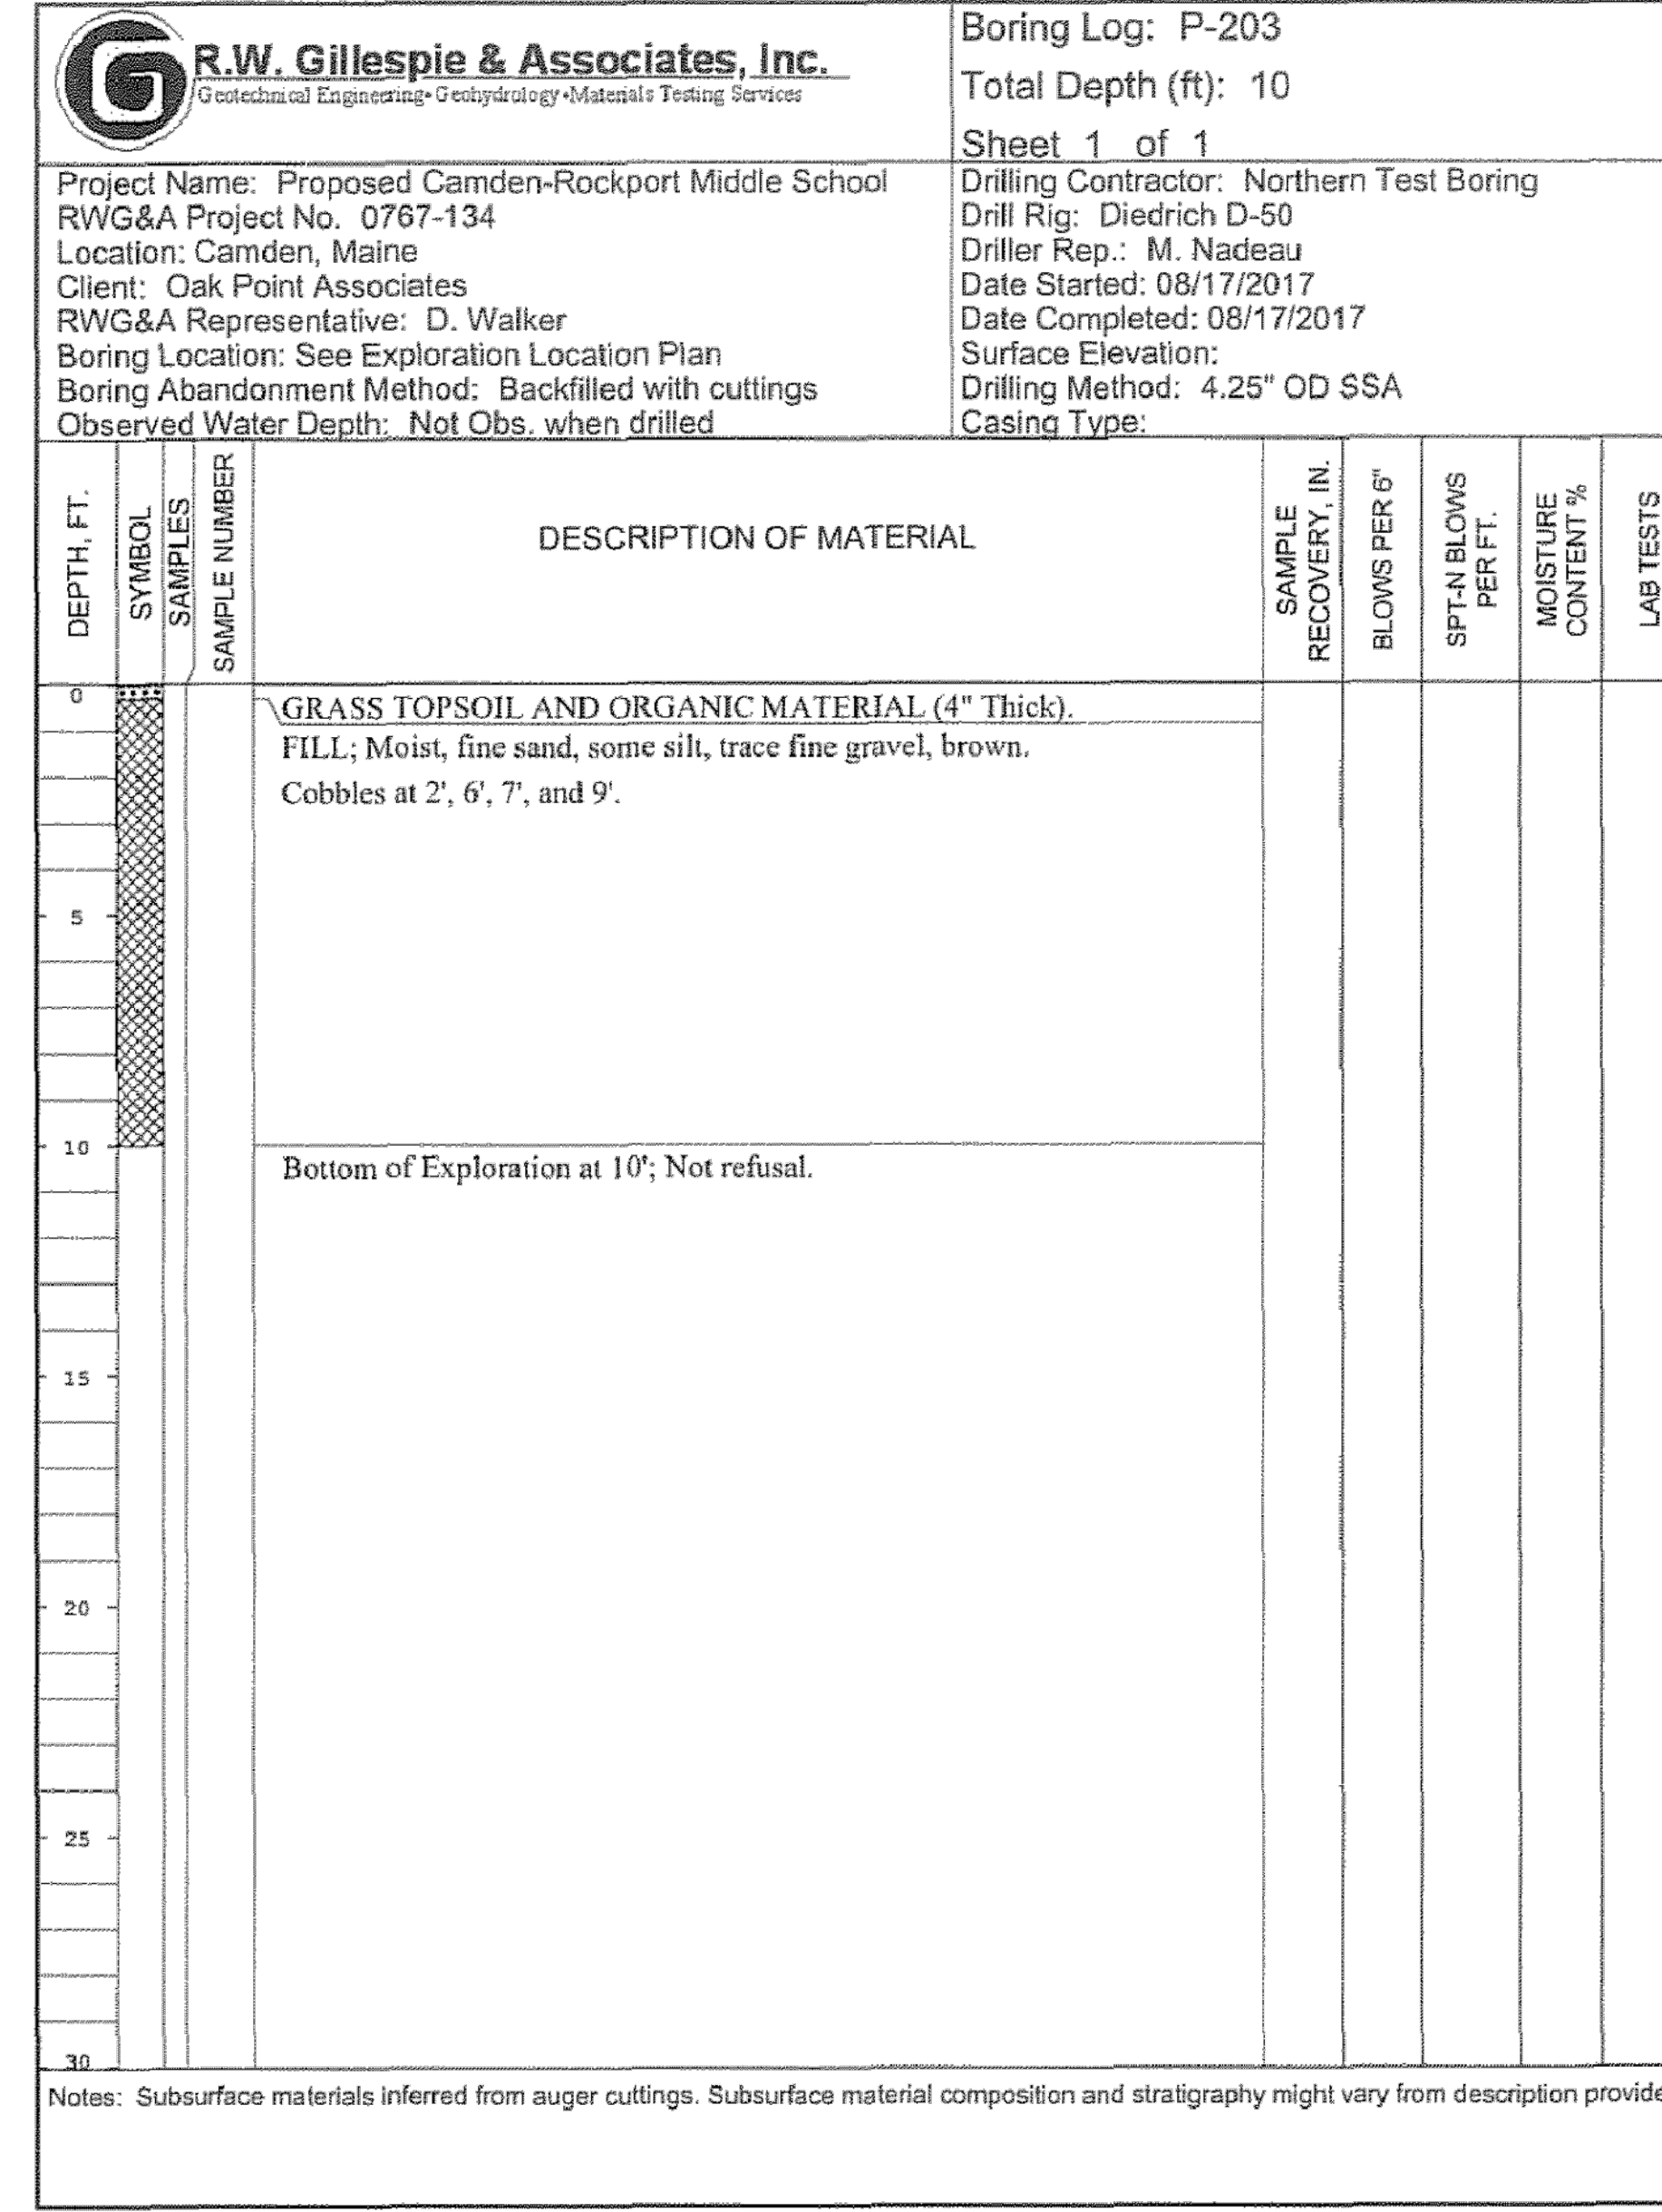 R.W. Gillespie & Associates, Inc.
Geotechnical Engineering•Geohydrology•Materials Testing Services
Boring Log: P-203
Total Depth (ft): 10
Sheet 1 of 1
Project Name: Proposed Camden-Rockport Middle School
RWG&A Project No. 0767-134
Location: Camden, Maine
Client: Oak Point Associates
RWG&A Representative: D. Walker
Boring Location: See Exploration Location Plan
Boring Abandonment Method: Backfilled with cuttings
Observed Water Depth: Not Obs. when drilled
Drilling Contractor: Northern Test Boring
Drill Rig: Diedrich D-50
Driller Rep.: M. Nadeau
Date Started: 08/17/2017
Date Completed: 08/17/2017
Surface Elevation:
Drilling Method: 4.25" OD SSA
Casing Type:
DEPTH, FT.
SYMBOL
SAMPLES
SAMPLE NUMBER
DESCRIPTION OF MATERIAL
SAMPLE
RECOVERY, IN.
BLOWS PER 6"
SPT-N BLOWS
PER FT.
MOISTURE
CONTENT %
LAB TESTS
0
GRASS TOPSOIL AND ORGANIC MATERIAL (4" Thick).
FILL; Moist, fine sand, some silt, trace fine gravel, brown.
Cobbles at 2', 6', 7', and 9'.
5
10
Bottom of Exploration at 10'; Not refusal.
15
20
25
30
Notes: Subsurface materials inferred from auger cuttings. Subsurface material composition and stratigraphy might vary from description